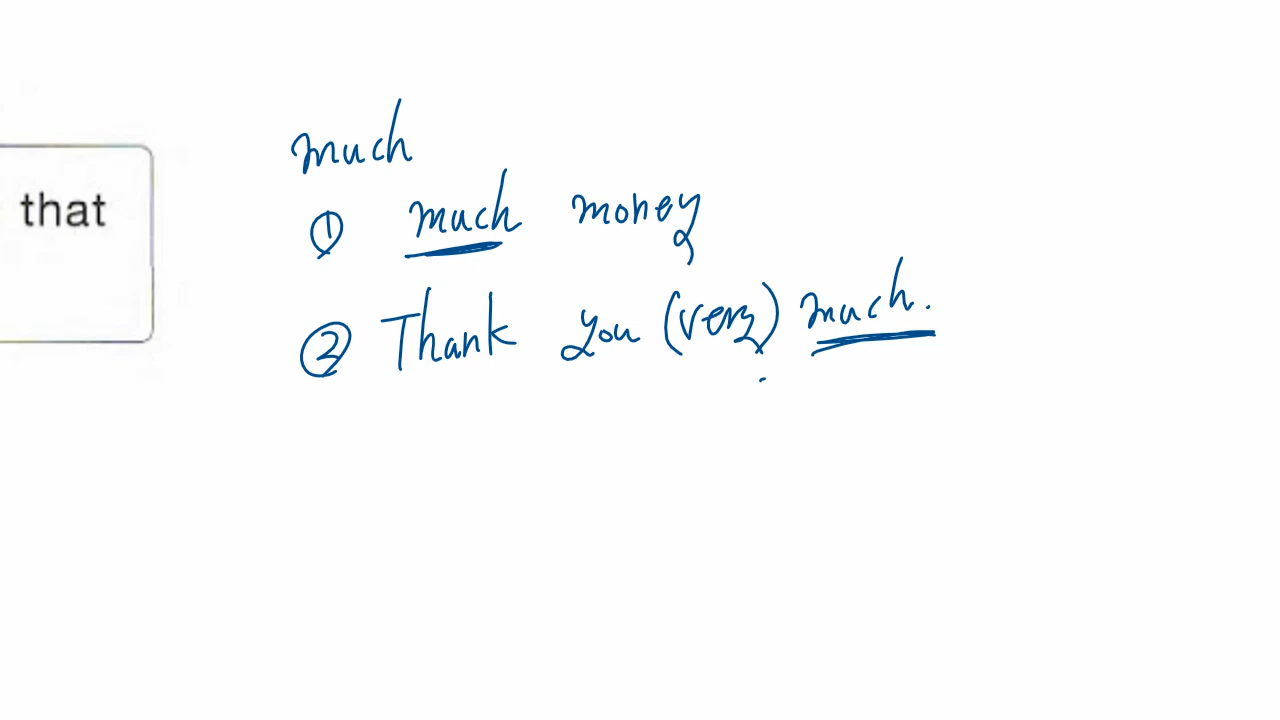 that
much
① much money
② Thank you (very) much.